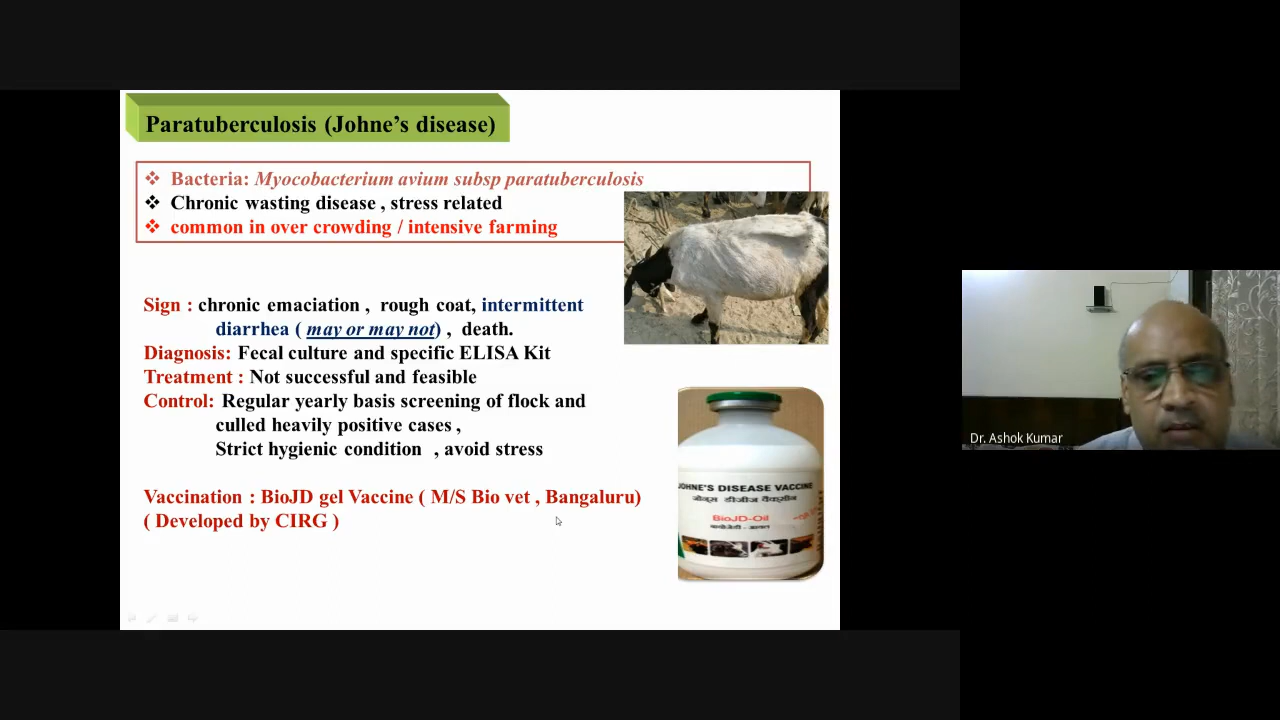 Paratuberculosis (Johne’s disease)
❖ Bacteria: Myocobacterium avium subsp paratuberculosis
❖ Chronic wasting disease , stress related
❖ common in over crowding / intensive farming
Sign : chronic emaciation , rough coat, intermittent
diarrhea ( may or may not) , death.
Diagnosis: Fecal culture and specific ELISA Kit
Treatment : Not successful and feasible
Control: Regular yearly basis screening of flock and
culled heavily positive cases ,
Strict hygienic condition , avoid stress
Vaccination : BioJD gel Vaccine ( M/S Bio vet , Bangaluru)
( Developed by CIRG )
JOHNE'S DISEASE VACCINE
जोन्स डीजीज वैक्सीन
BioJD-Oil
Dr. Ashok Kumar